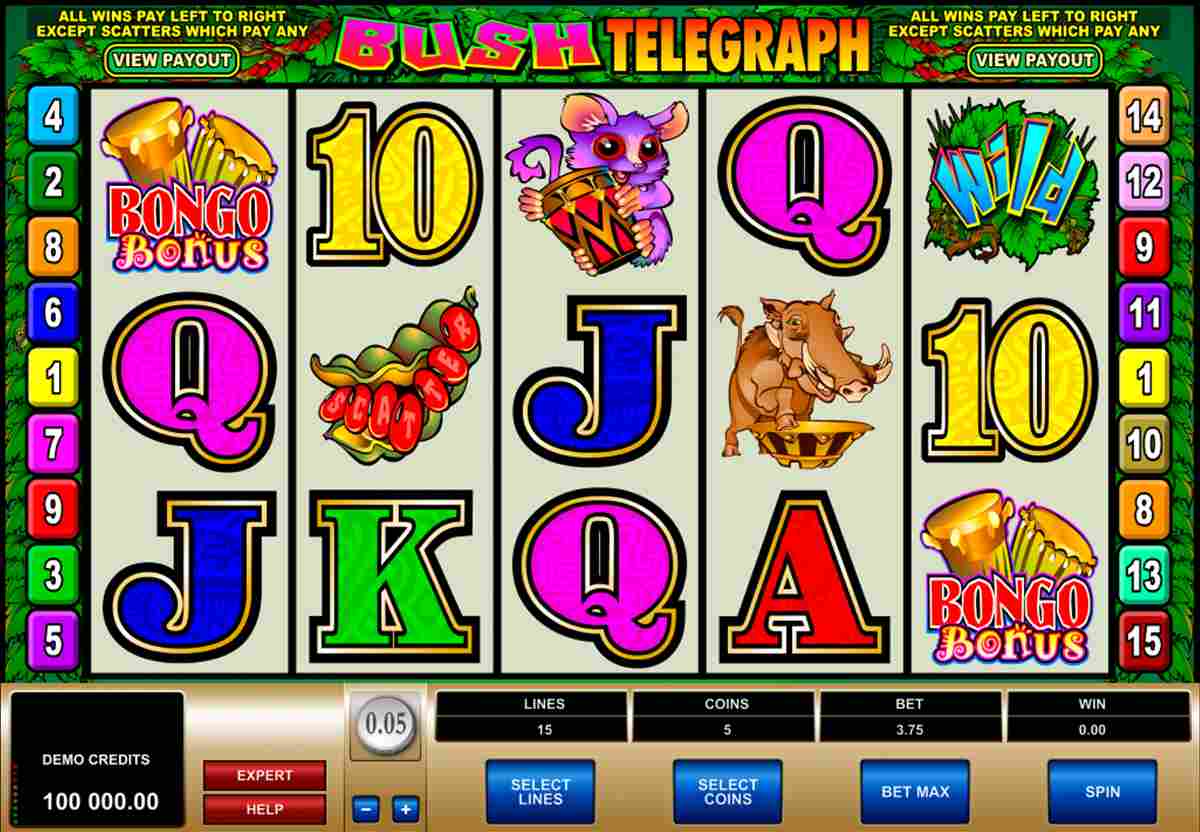 ALL WINS PAY LEFT TO RIGHT
EXCEPT SCATTERS WHICH PAY ANY
VIEW PAYOUT
BUSH TELEGRAPH
ALL WINS PAY LEFT TO RIGHT
EXCEPT SCATTERS WHICH PAY ANY
VIEW PAYOUT
4
2
8
6
1
7
9
3
5
BONGO
BONUS
10
Q
Wild
Q
SCATTER
J
10
J
K
Q
A
BONGO
BONUS
14
12
9
11
1
10
8
13
15
DEMO CREDITS
100 000.00
EXPERT
HELP
0.05
-
+
LINES
15
COINS
5
BET
3.75
WIN
0.00
SELECT
LINES
SELECT
COINS
BET MAX
SPIN